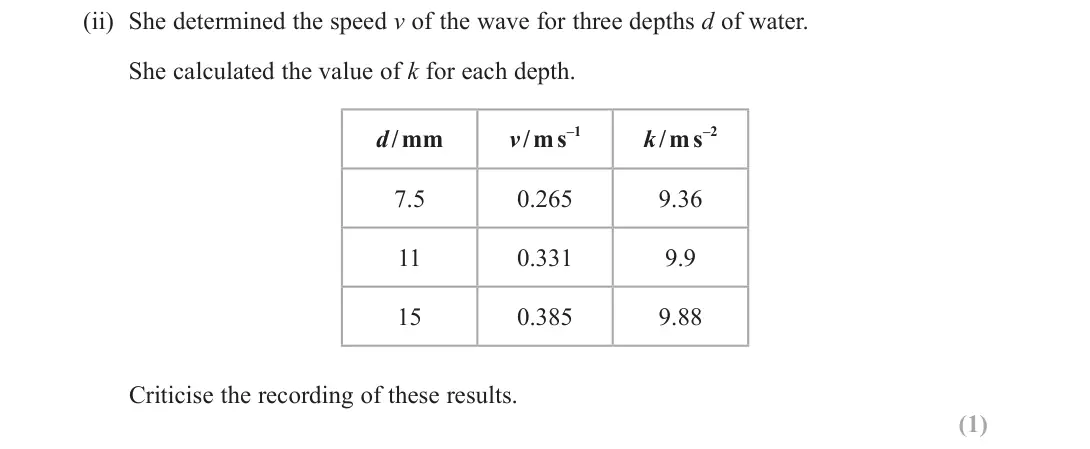 (ii) She determined the speed v of the wave for three depths d of water.
She calculated the value of k for each depth.
d/mm v/m s⁻¹ k/m s⁻²
7.5 0.265 9.36
11 0.331 9.9
15 0.385 9.88
Criticise the recording of these results.
(1)